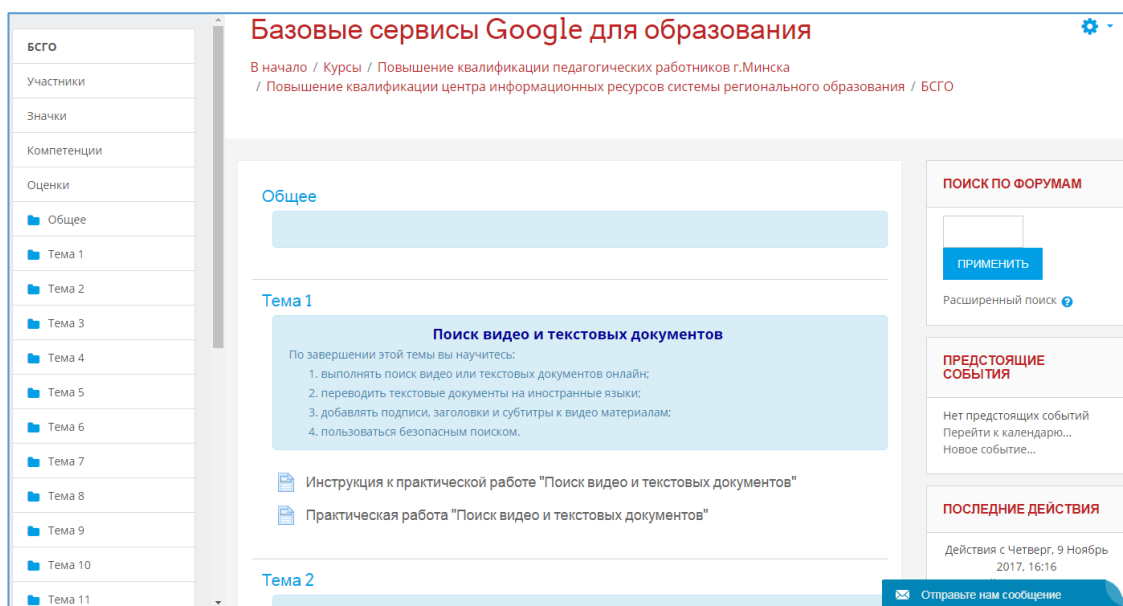 БСГО
Участники
Значки
Компетенции
Оценки
Общее
Тема 1
Тема 2
Тема 3
Тема 4
Тема 5
Тема 6
Тема 7
Тема 8
Тема 9
Тема 10
Тема 11
Базовые сервисы Google для образования
В начало / Курсы / Повышение квалификации педагогических работников г.Минска
/ Повышение квалификации центра информационных ресурсов системы регионального образования / БСГО
Общее
Тема 1
Поиск видео и текстовых документов
По завершении этой темы вы научитесь:
1. выполнять поиск видео или текстовых документов онлайн;
2. переводить текстовые документы на иностранные языки;
3. добавлять подписи, заголовки и субтитры к видео материалам;
4. пользоваться безопасным поиском.
Инструкция к практической работе "Поиск видео и текстовых документов"
Практическая работа "Поиск видео и текстовых документов"
Тема 2
ПОИСК ПО ФОРУМАМ
ПРИМЕНИТЬ
Расширенный поиск
ПРЕДСТОЯЩИЕ
СОБЫТИЯ
Нет предстоящих событий
Перейти к календарю...
Новое событие...
ПОСЛЕДНИЕ ДЕЙСТВИЯ
Действия с Четверг, 9 Ноябрь
2017, 16:16
Отправьте нам сообщение